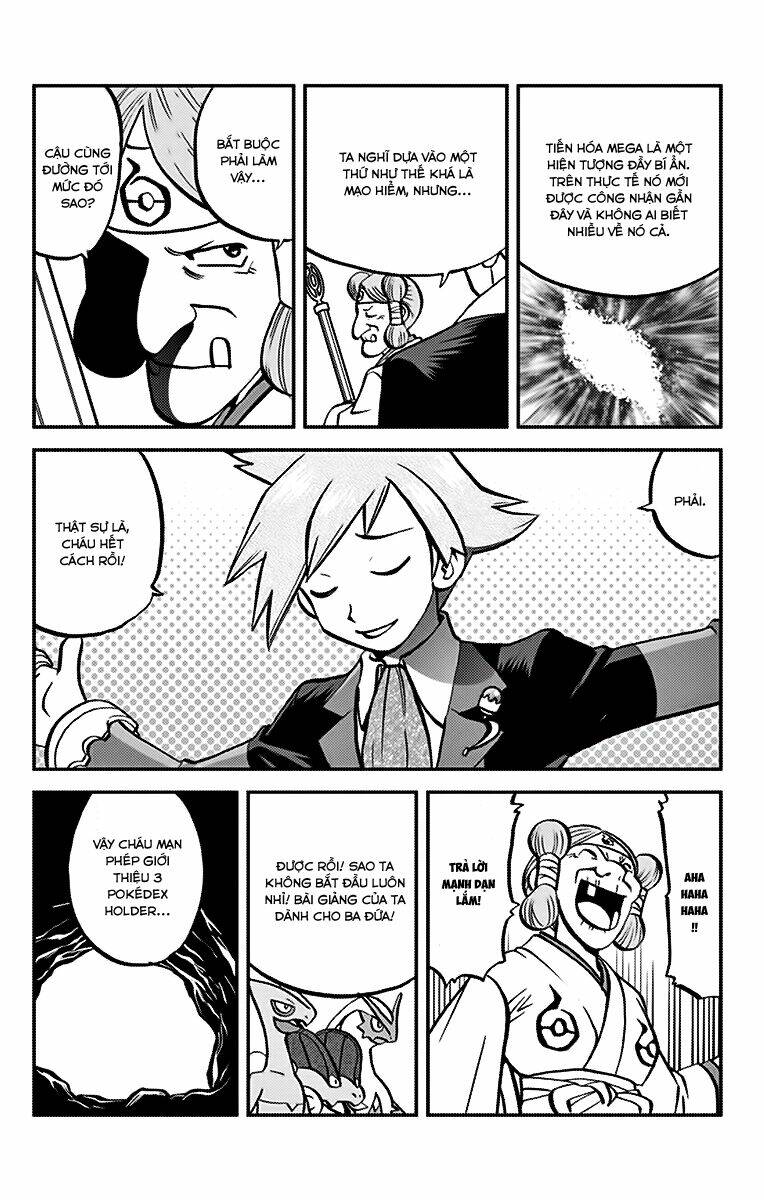 TIẾN HÓA MEGA LÀ MỘT
HIỆN TƯỢNG ĐẦY BÍ ẨN.
TRÊN THỰC TẾ NÓ MỚI
ĐƯỢC CÔNG NHẬN GẦN
ĐÂY VÀ KHÔNG AI BIẾT
NHIỀU VỀ NÓ CẢ.
TA NGHĨ DỰA VÀO MỘT
THỨ NHƯ THẾ KHÁ LÀ
MẠO HIỂM, NHƯNG...
BẮT BUỘC
PHẢI LÀM
VẬY...
CẬU CÙNG
ĐƯỜNG TỚI
MỨC ĐÓ
SAO?
PHẢI.
THẬT SỰ LÀ,
CHÁU HẾT
CÁCH RỒI!
AHA
HAHA
HAHA
!!
TRẢ LỜI
MẠNH DẠN
LẮM!
ĐƯỢC RỒI! SAO TA
KHÔNG BẮT ĐẦU LUÔN
NHỈ! BÀI GIẢNG CỦA TA
DÀNH CHO BA ĐỨA!
VẬY CHÁU MẠN
PHÉP GIỚI
THIỆU 3
POKÉDEX
HOLDER...